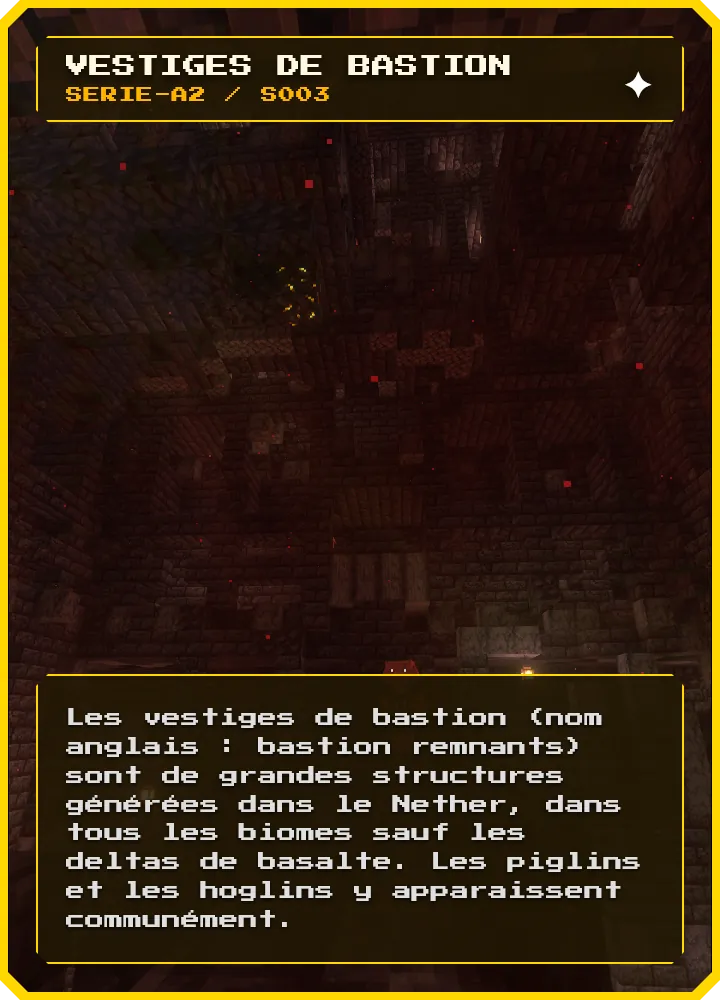 VESTIGES DE BASTION
SERIE-A2 / S003
Les vestiges de bastion (nom
anglais : bastion remnants)
sont de grandes structures
générées dans le Nether, dans
tous les biomes sauf les
deltas de basalte. Les piglins
et les hoglins y apparaissent
communément.